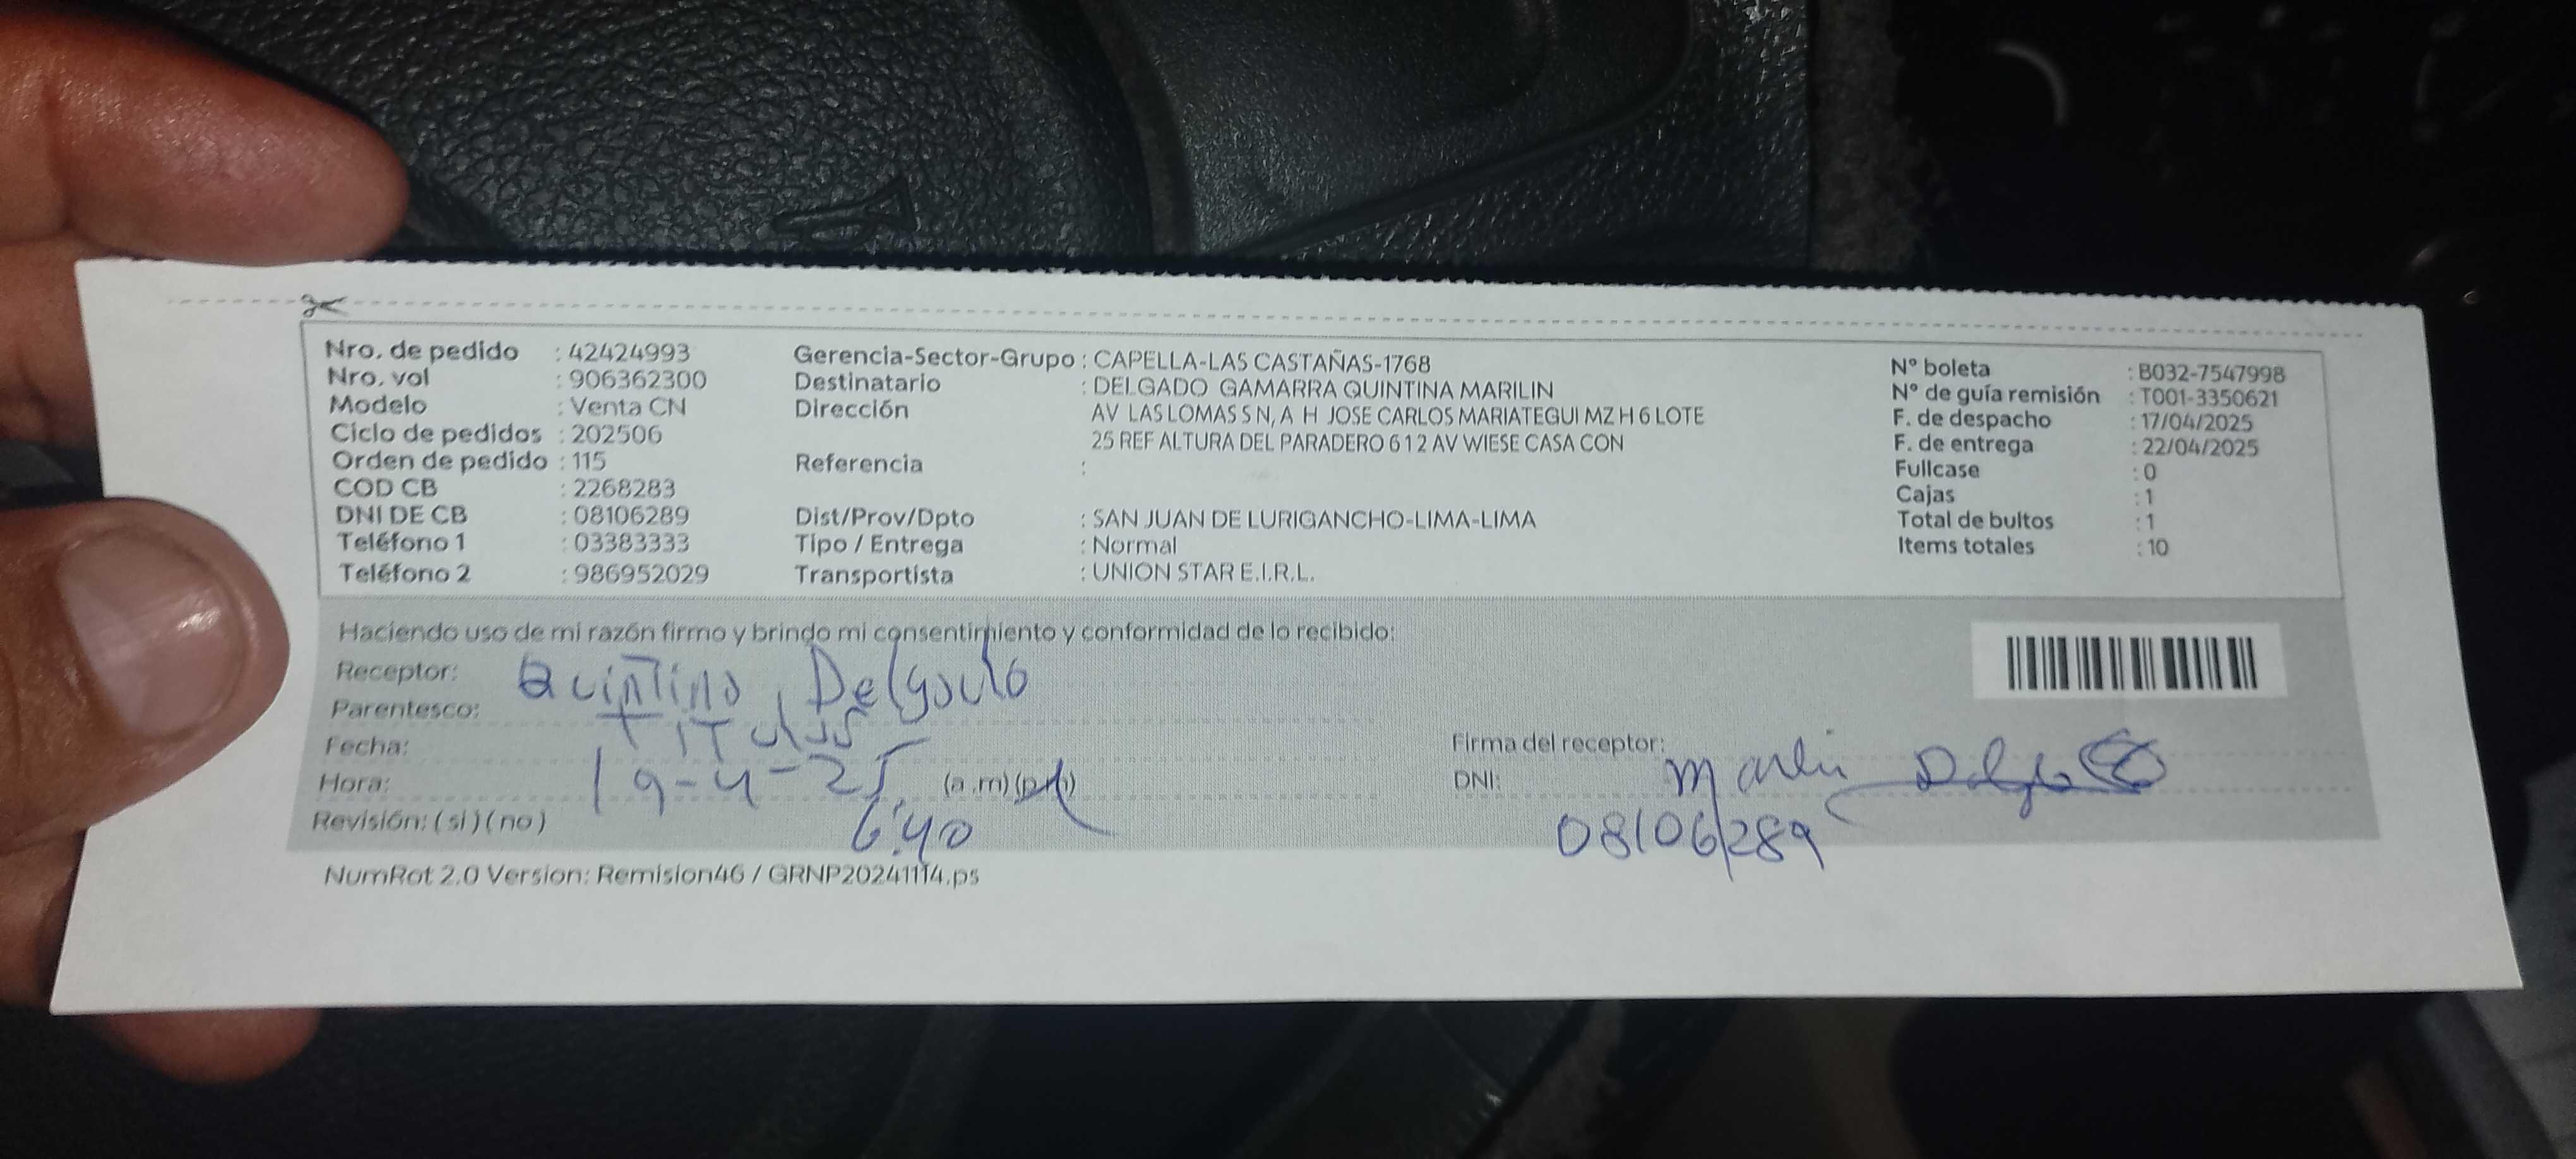 Nro. de pedido : 42424993
Nro. vol : 906362300
Modelo : Venta CN
Ciclo de pedidos : 202506
Orden de pedido : 115
COD CB : 2268283
DNI DE CB : 08106289
Teléfono 1 : 03383333
Teléfono 2 : 986952029
Gerencia-Sector-Grupo : CAPELLA-LAS CASTAÑAS-1768
Destinatario : DELGADO GAMARRA QUINTINA MARILIN
Dirección AV LAS LOMAS S N, A H JOSE CARLOS MARIATEGUI MZ H 6 LOTE
25 REF ALTURA DEL PARADERO 6 1 2 AV WIESE CASA CON
Referencia :
Dist/Prov/Dpto : SAN JUAN DE LURIGANCHO-LIMA-LIMA
Tipo / Entrega : Normal
Transportista : UNION STAR E.I.R.L.
N° boleta : B032-7547998
N° de guía remisión : T001-3350621
F. de despacho : 17/04/2025
F. de entrega : 22/04/2025
Fullcase : 0
Cajas : 1
Total de bultos : 1
Items totales : 10
Haciendo uso de mi razón firmo y brindo mi consentimiento y conformidad de lo recibido:
Receptor: Quintina Delgado
Parentesco:
Fecha: 19-4-25
Hora: 6:40 (a.m) (p.m)
Revisión: (si) (no)
Firma del receptor:
DNI: 08106289
NumRot 2.0 Version: Remision46 / GRNP20241114.ps